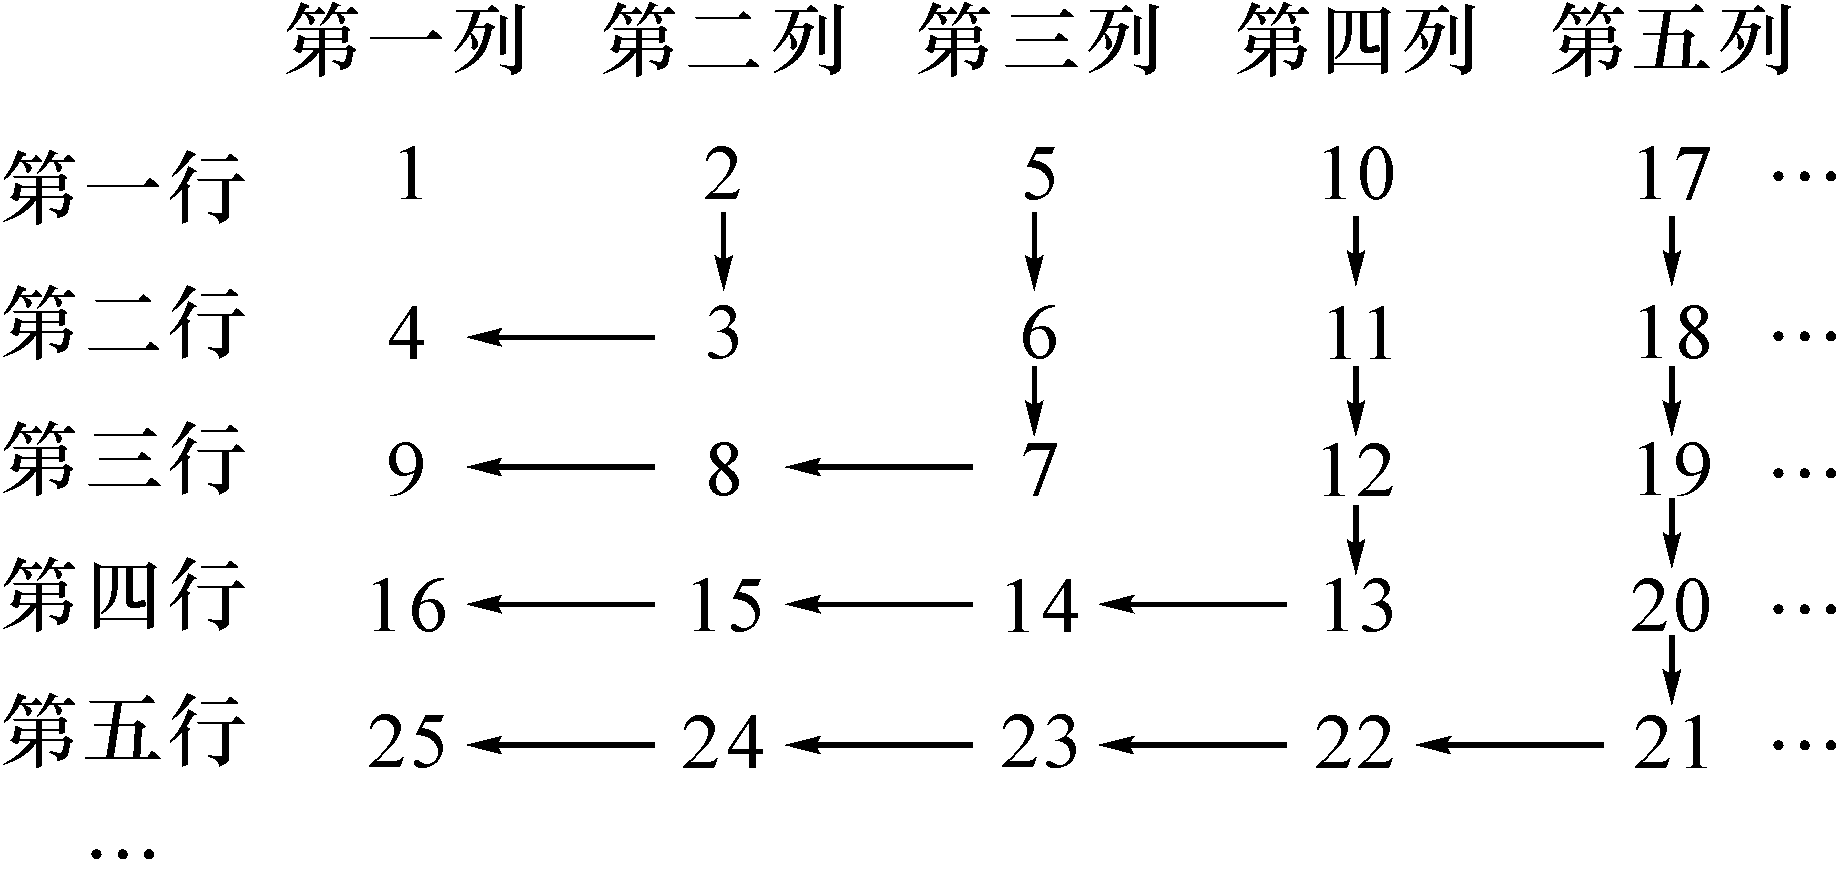 第一列 第二列 第三列 第四列 第五列
第一行 1 2 5 10 17 …
第二行 4 3 6 11 18 …
第三行 9 8 7 12 19 …
第四行 16 15 14 13 20 …
第五行 25 24 23 22 21 …
…